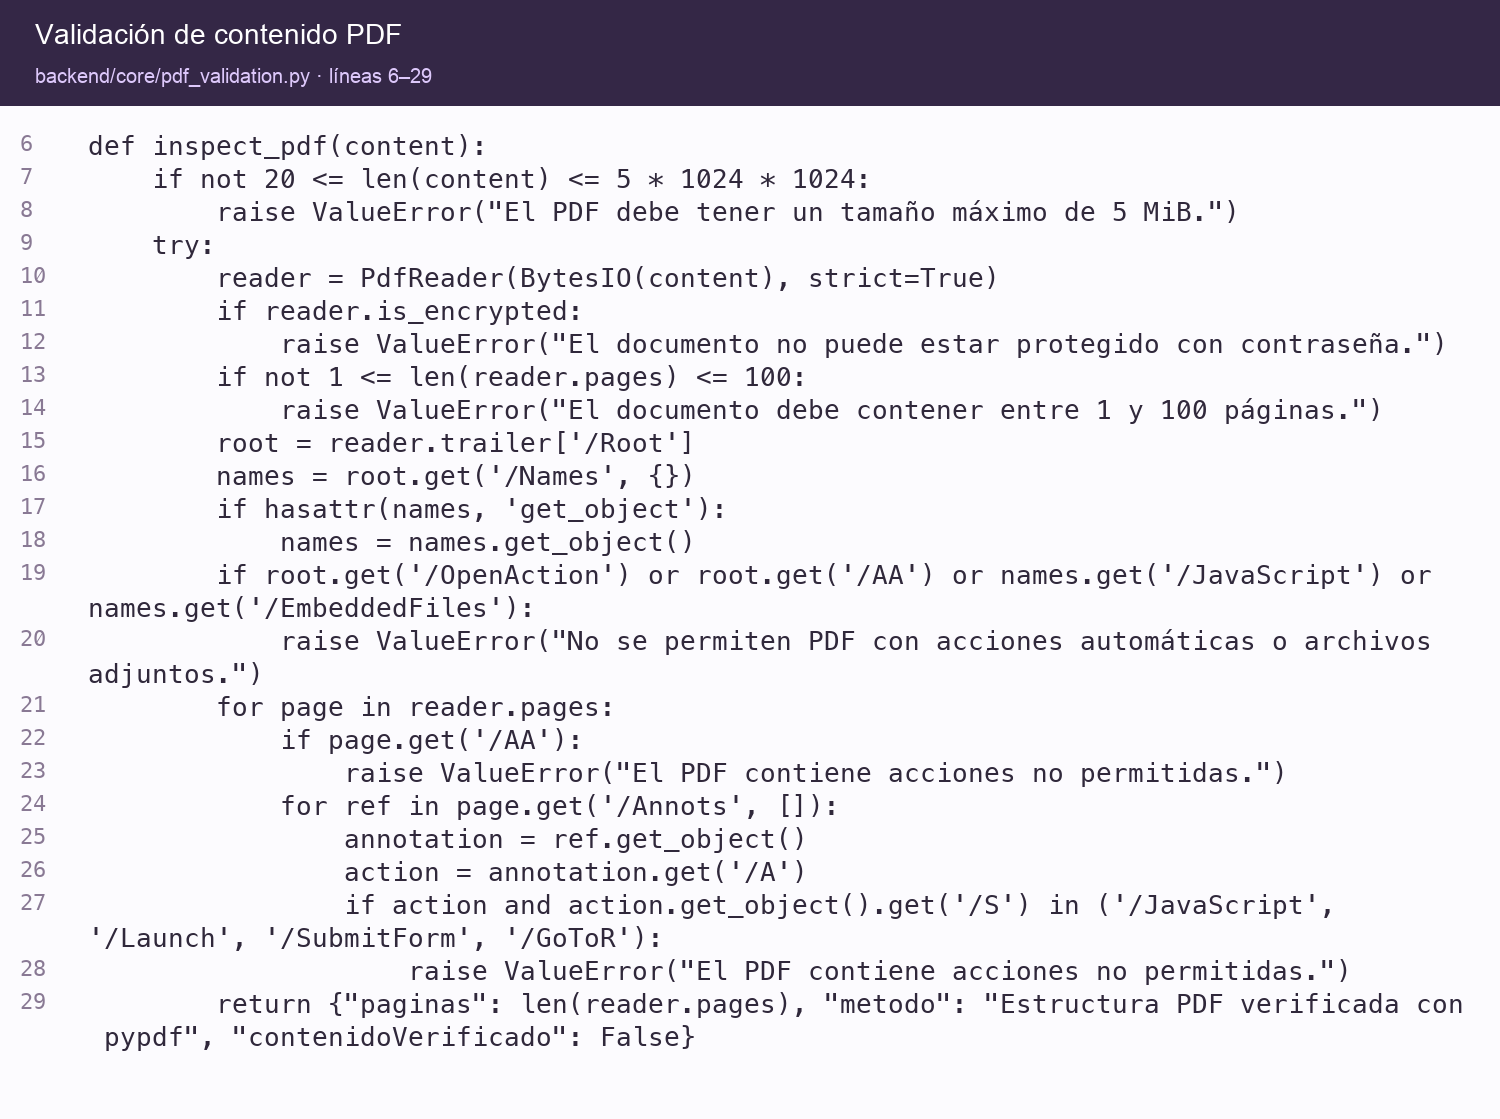 Validación de contenido PDF
backend/core/pdf_validation.py · líneas 6–29
6 def inspect_pdf(content):
7     if not 20 <= len(content) <= 5 * 1024 * 1024:
8         raise ValueError("El PDF debe tener un tamaño máximo de 5 MiB.")
9     try:
10         reader = PdfReader(BytesIO(content), strict=True)
11         if reader.is_encrypted:
12             raise ValueError("El documento no puede estar protegido con contraseña.")
13         if not 1 <= len(reader.pages) <= 100:
14             raise ValueError("El documento debe contener entre 1 y 100 páginas.")
15         root = reader.trailer['/Root']
16         names = root.get('/Names', {})
17         if hasattr(names, 'get_object'):
18             names = names.get_object()
19         if root.get('/OpenAction') or root.get('/AA') or names.get('/JavaScript') or
names.get('/EmbeddedFiles'):
20             raise ValueError("No se permiten PDF con acciones automáticas o archivos
adjuntos.")
21         for page in reader.pages:
22             if page.get('/AA'):
23                 raise ValueError("El PDF contiene acciones no permitidas.")
24             for ref in page.get('/Annots', []):
25                 annotation = ref.get_object()
26                 action = annotation.get('/A')
27                 if action and action.get_object().get('/S') in ('/JavaScript',
'/Launch', '/SubmitForm', '/GoToR'):
28                     raise ValueError("El PDF contiene acciones no permitidas.")
29         return {"paginas": len(reader.pages), "metodo": "Estructura PDF verificada con
 pypdf", "contenidoVerificado": False}